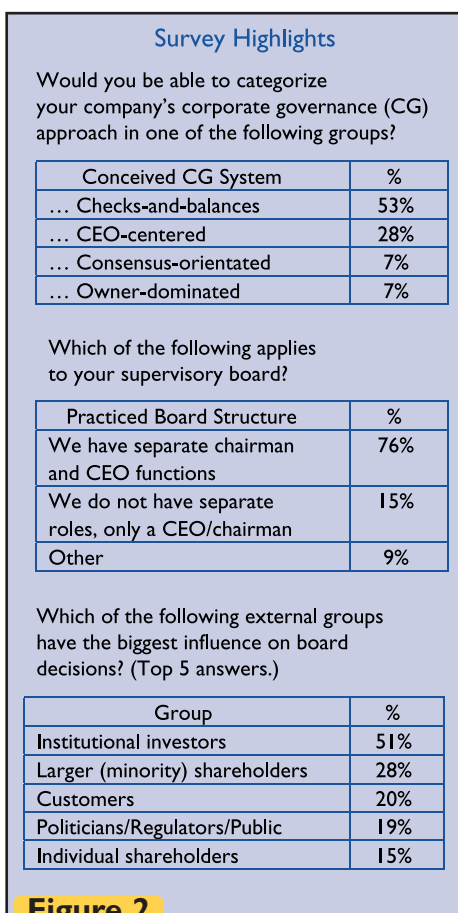 Survey Highlights
Would you be able to categorize
your company's corporate governance (CG)
approach in one of the following groups?
Conceived CG System %
… Checks-and-balances 53%
… CEO-centered 28%
… Consensus-orientated 7%
… Owner-dominated 7%
Which of the following applies
to your supervisory board?
Practiced Board Structure %
We have separate chairman 76%
and CEO functions
We do not have separate 15%
roles, only a CEO/chairman
Other 9%
Which of the following external groups
have the biggest influence on board
decisions? (Top 5 answers.)
Group %
Institutional investors 51%
Larger (minority) shareholders 28%
Customers 20%
Politicians/Regulators/Public 19%
Individual shareholders 15%
Figure 2